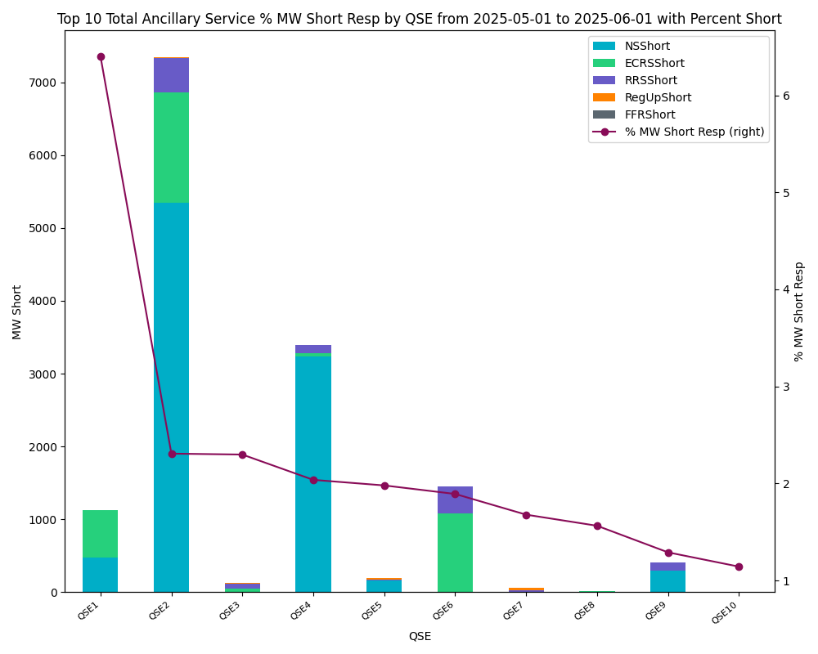 Top 10 Total Ancillary Service % MW Short Resp by QSE from 2025-05-01 to 2025-06-01 with Percent Short
NSShort
ECRSShort
RRSShort
RegUpShort
FFRShort
% MW Short Resp (right)
MW Short
7000
6000
5000
4000
3000
2000
1000
0
6
5
4
3
2
1
% MW Short Resp
QSE1
QSE2
QSE3
QSE4
QSE5
QSE6
QSE7
QSE8
QSE9
QSE10
QSE